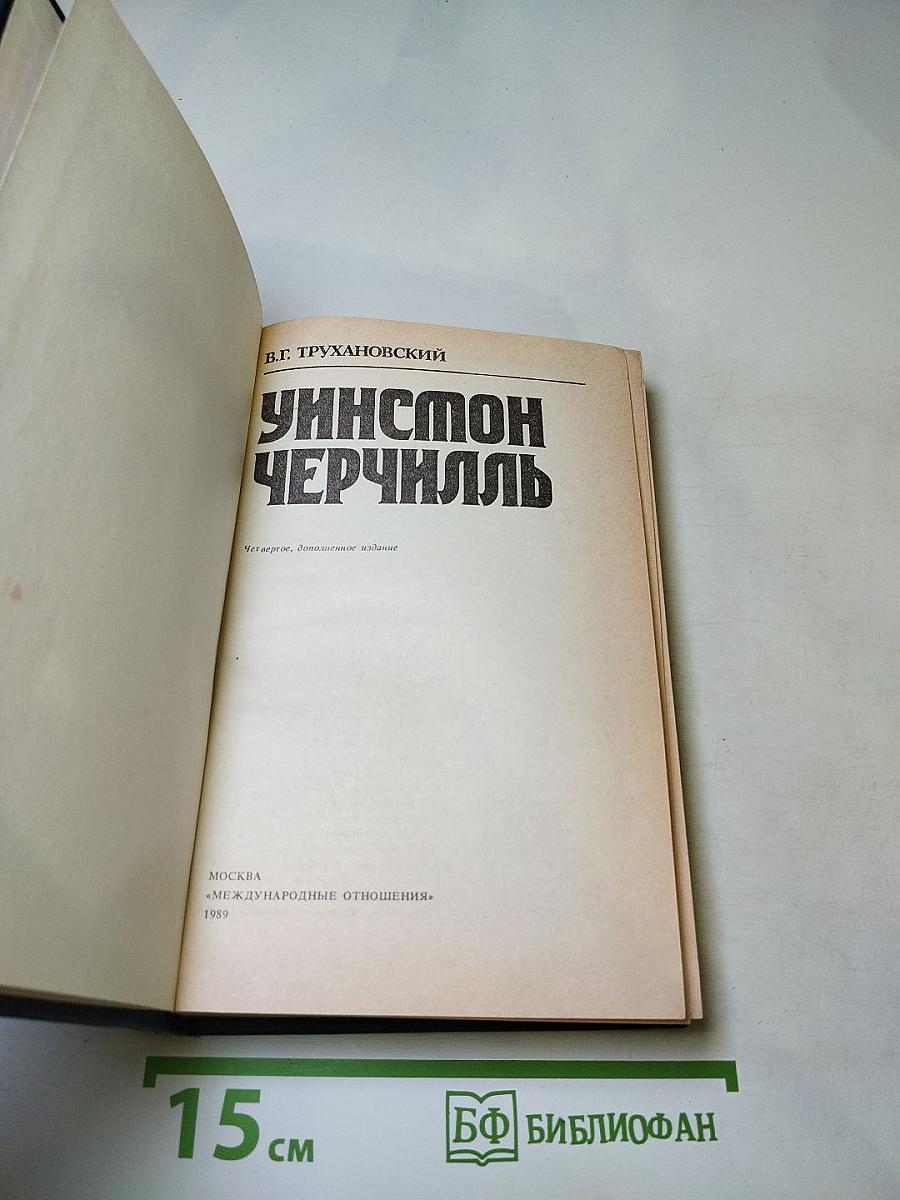 В.Г. ТРУХАНОВСКИЙ
УИНСТОН
ЧЕРЧИЛЛЬ
Четвертое, дополненное издание
МОСКВА
«МЕЖДУНАРОДНЫЕ ОТНОШЕНИЯ»
1989
15 см
БФ БИБЛИОФАН